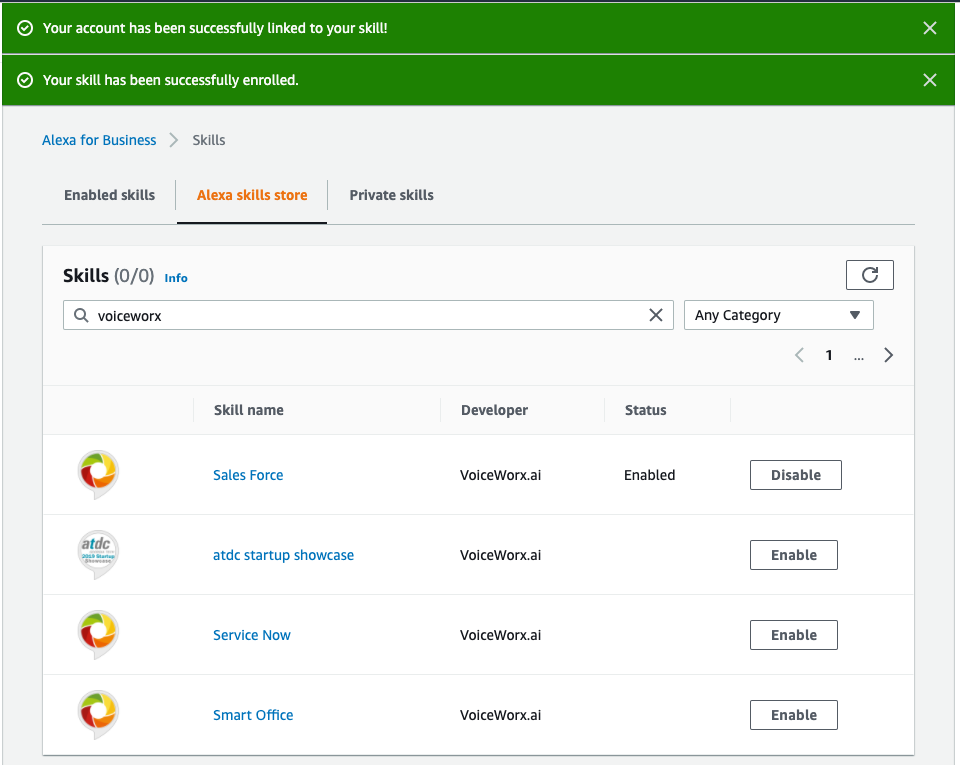 Your account has been successfully linked to your skill!
Your skill has been successfully enrolled.
Alexa for Business > Skills
Enabled skills Alexa skills store Private skills
Skills (0/0) Info
voiceworx Any Category
1 ...
Skill name Developer Status
Sales Force VoiceWorx.ai Enabled Disable
atdc
2019 Startup
Showcase
atdc startup showcase VoiceWorx.ai Enable
Service Now VoiceWorx.ai Enable
Smart Office VoiceWorx.ai Enable